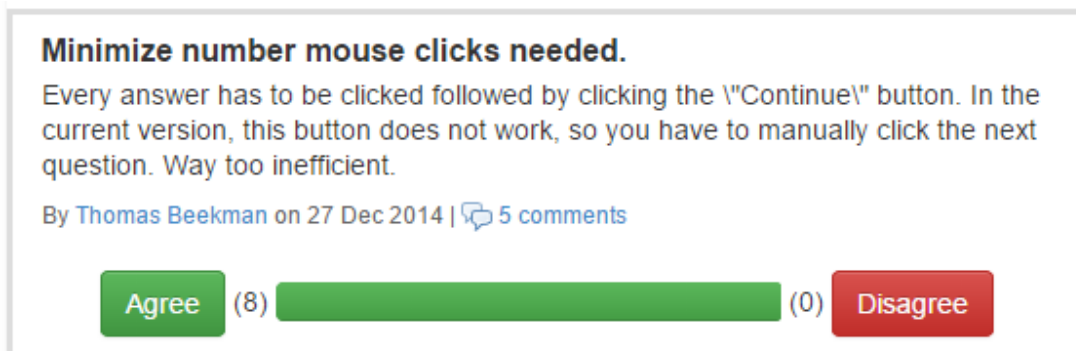 Minimize number mouse clicks needed.
Every answer has to be clicked followed by clicking the \"Continue\" button. In the
current version, this button does not work, so you have to manually click the next
question. Way too inefficient.
By Thomas Beekman on 27 Dec 2014 | 5 comments
Agree (8) (0) Disagree